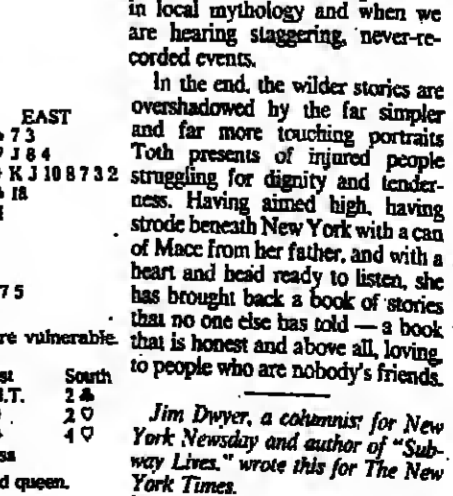 EAST
7 3
J 8 4
K J 10 8 7 3 2
7 5
vulnerable.
South
2 ♣
2 ♡
4 ♡
queen.
in local mythology and when we
are hearing staggering, never-re-
corded events.
In the end, the wilder stories are
overshadowed by the far simpler
and far more touching portraits
Toth presents of injured people
struggling for dignity and tender-
ness. Having aimed high, having
strode beneath New York with a can
of Mace from her father, and with a
heart and head ready to listen, she
has brought back a book of stories
that no one else has told — a book
that is honest and above all, loving,
to people who are nobody's friends.
Jim Dwyer, a columnist for New
York Newsday and author of "Sub-
way Lives," wrote this for The New
York Times.